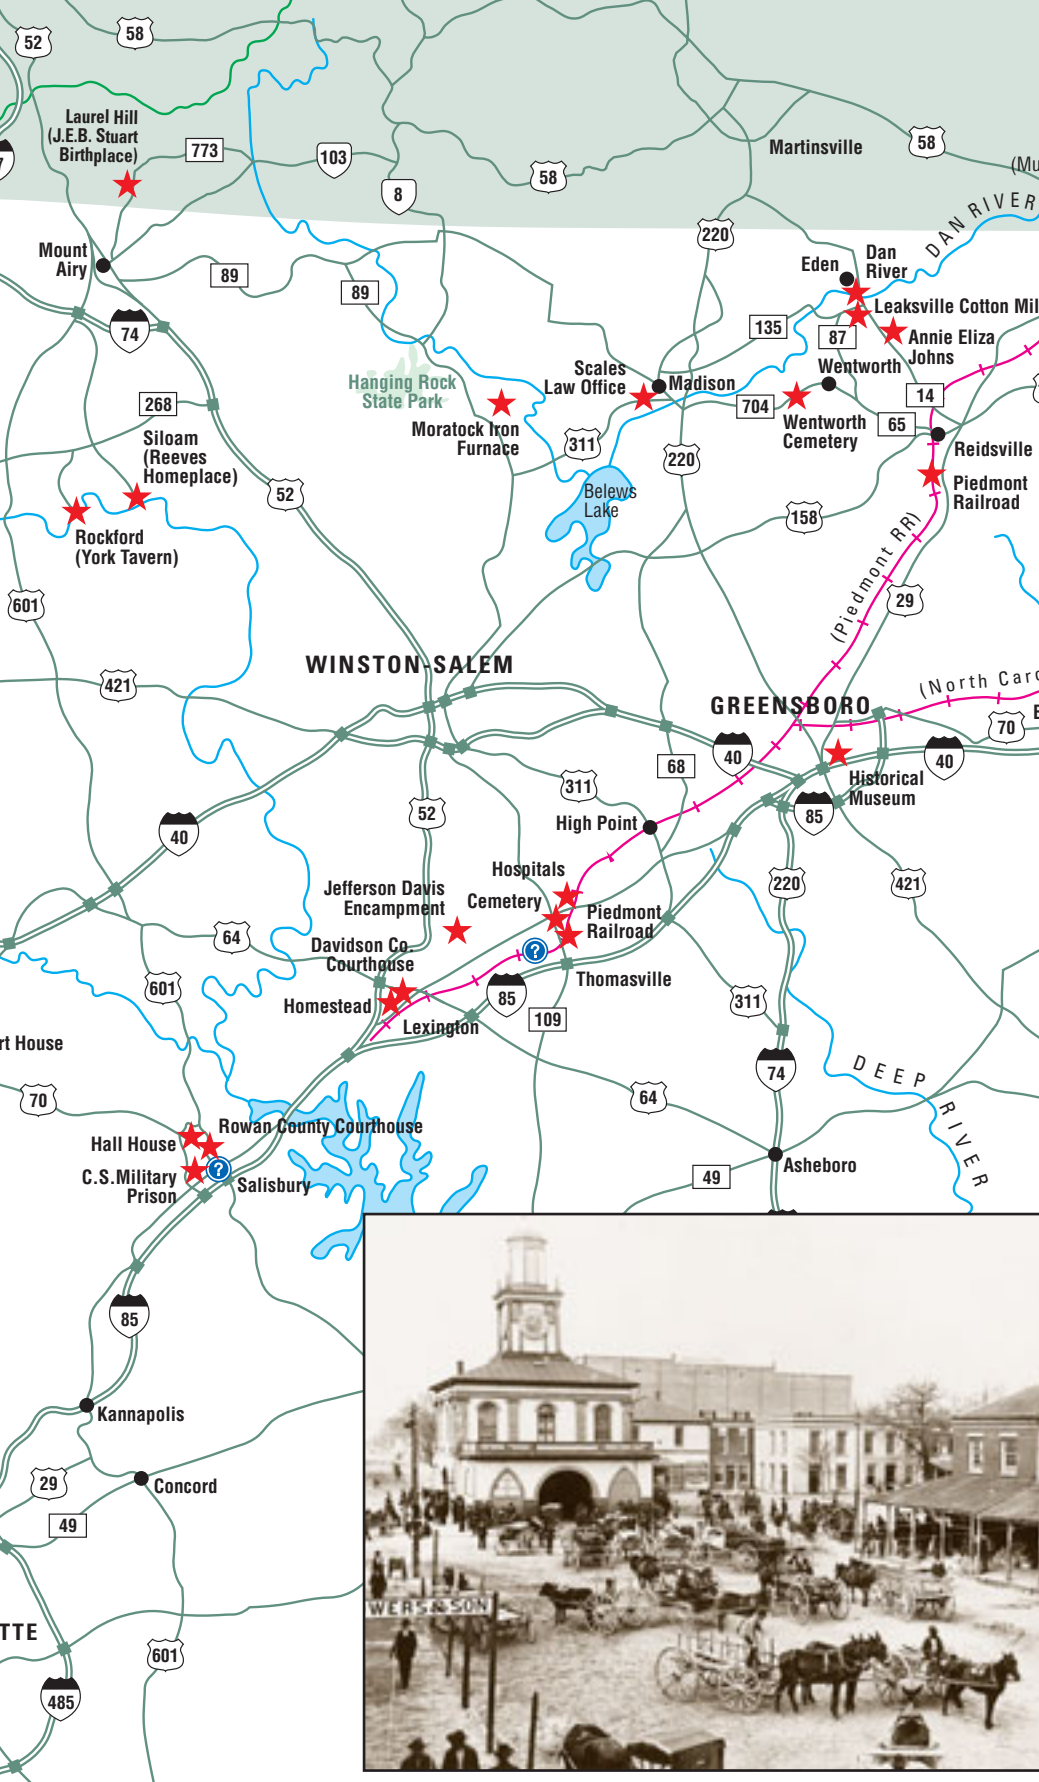 52
58
Laurel Hill
(J.E.B. Stuart
Birthplace)
773
103
8
58
Martinsville
58
(Mu
7
DAN RIVER
220
Mount
Airy
89
89
74
Eden
Dan
River
Leaksville Cotton Mil
135
87
Annie Eliza
Johns
Wentworth
Hanging Rock
State Park
Scales
Law Office
Madison
14
268
Moratock Iron
Furnace
704
Wentworth
Cemetery
65
Reidsville
Siloam
(Reeves
Homeplace)
311
220
52
Belews
Lake
Piedmont
Railroad
158
Rockford
(York Tavern)
(Piedmont RR)
601
29
WINSTON-SALEM
421
GREENSBORO
(North Caro
70
E
40
68
40
Historical
Museum
311
52
85
High Point
40
Hospitals
Jefferson Davis
Encampment
Cemetery
220
421
Piedmont
Railroad
64
Davidson Co.
Courthouse
?
Thomasville
601
Homestead
85
311
Lexington
109
rt House
74
DEEP RIVER
70
64
Rowan County Courthouse
Hall House
C.S.Military
Prison
?
Salisbury
Asheboro
49
85
Kannapolis
29
Concord
49
TTE
601
485
WERS & SON